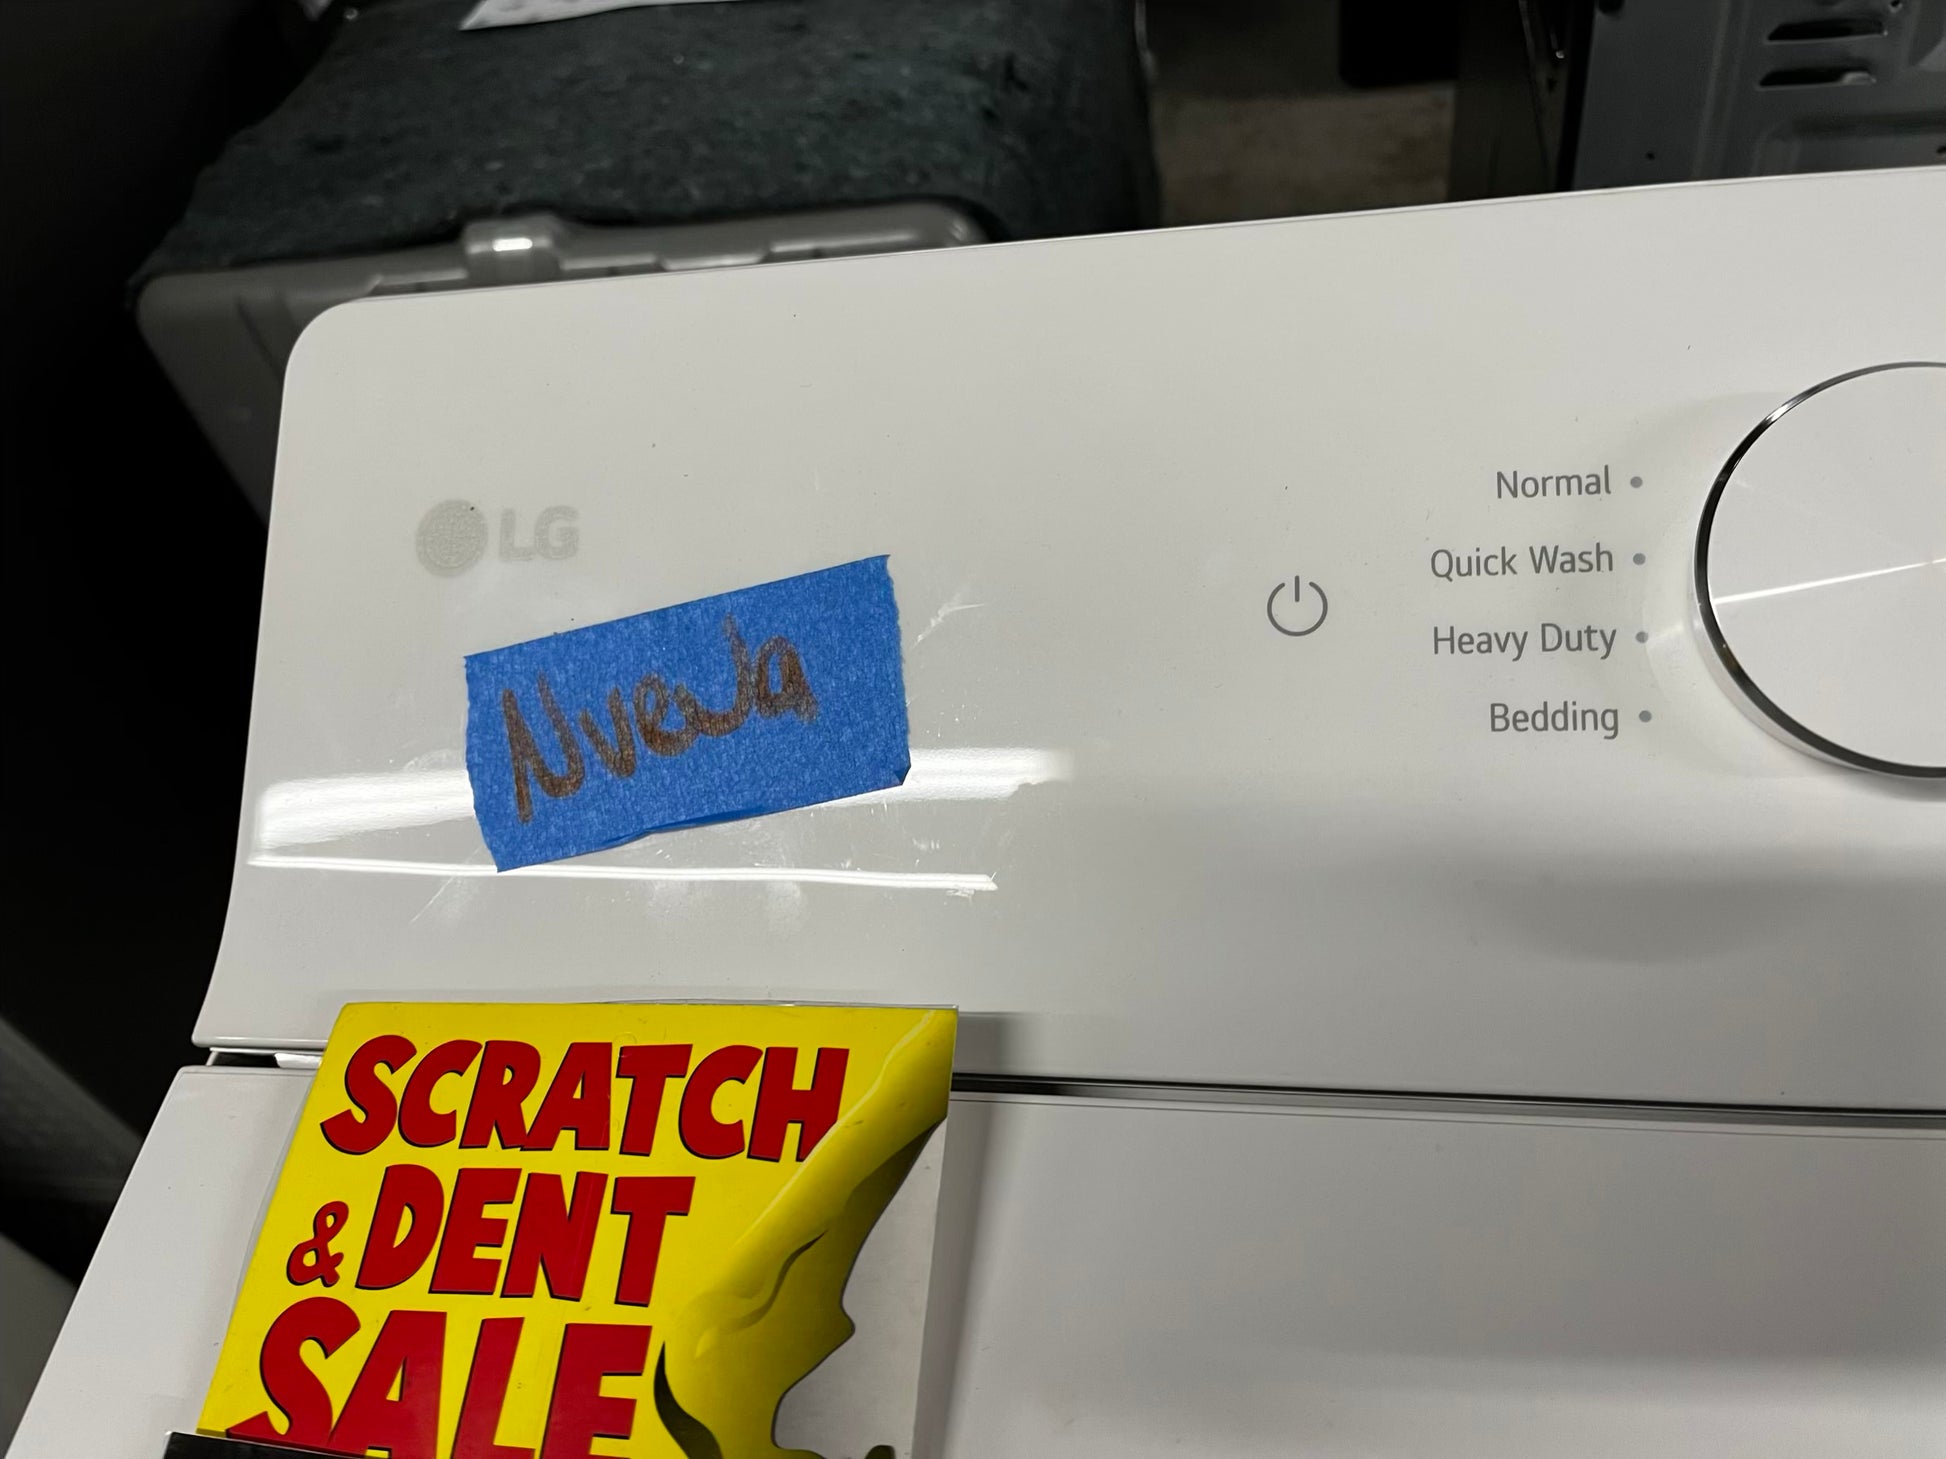 LG
Nueva
Normal
Quick Wash
Heavy Duty
Bedding
SCRATCH
& DENT
SALE